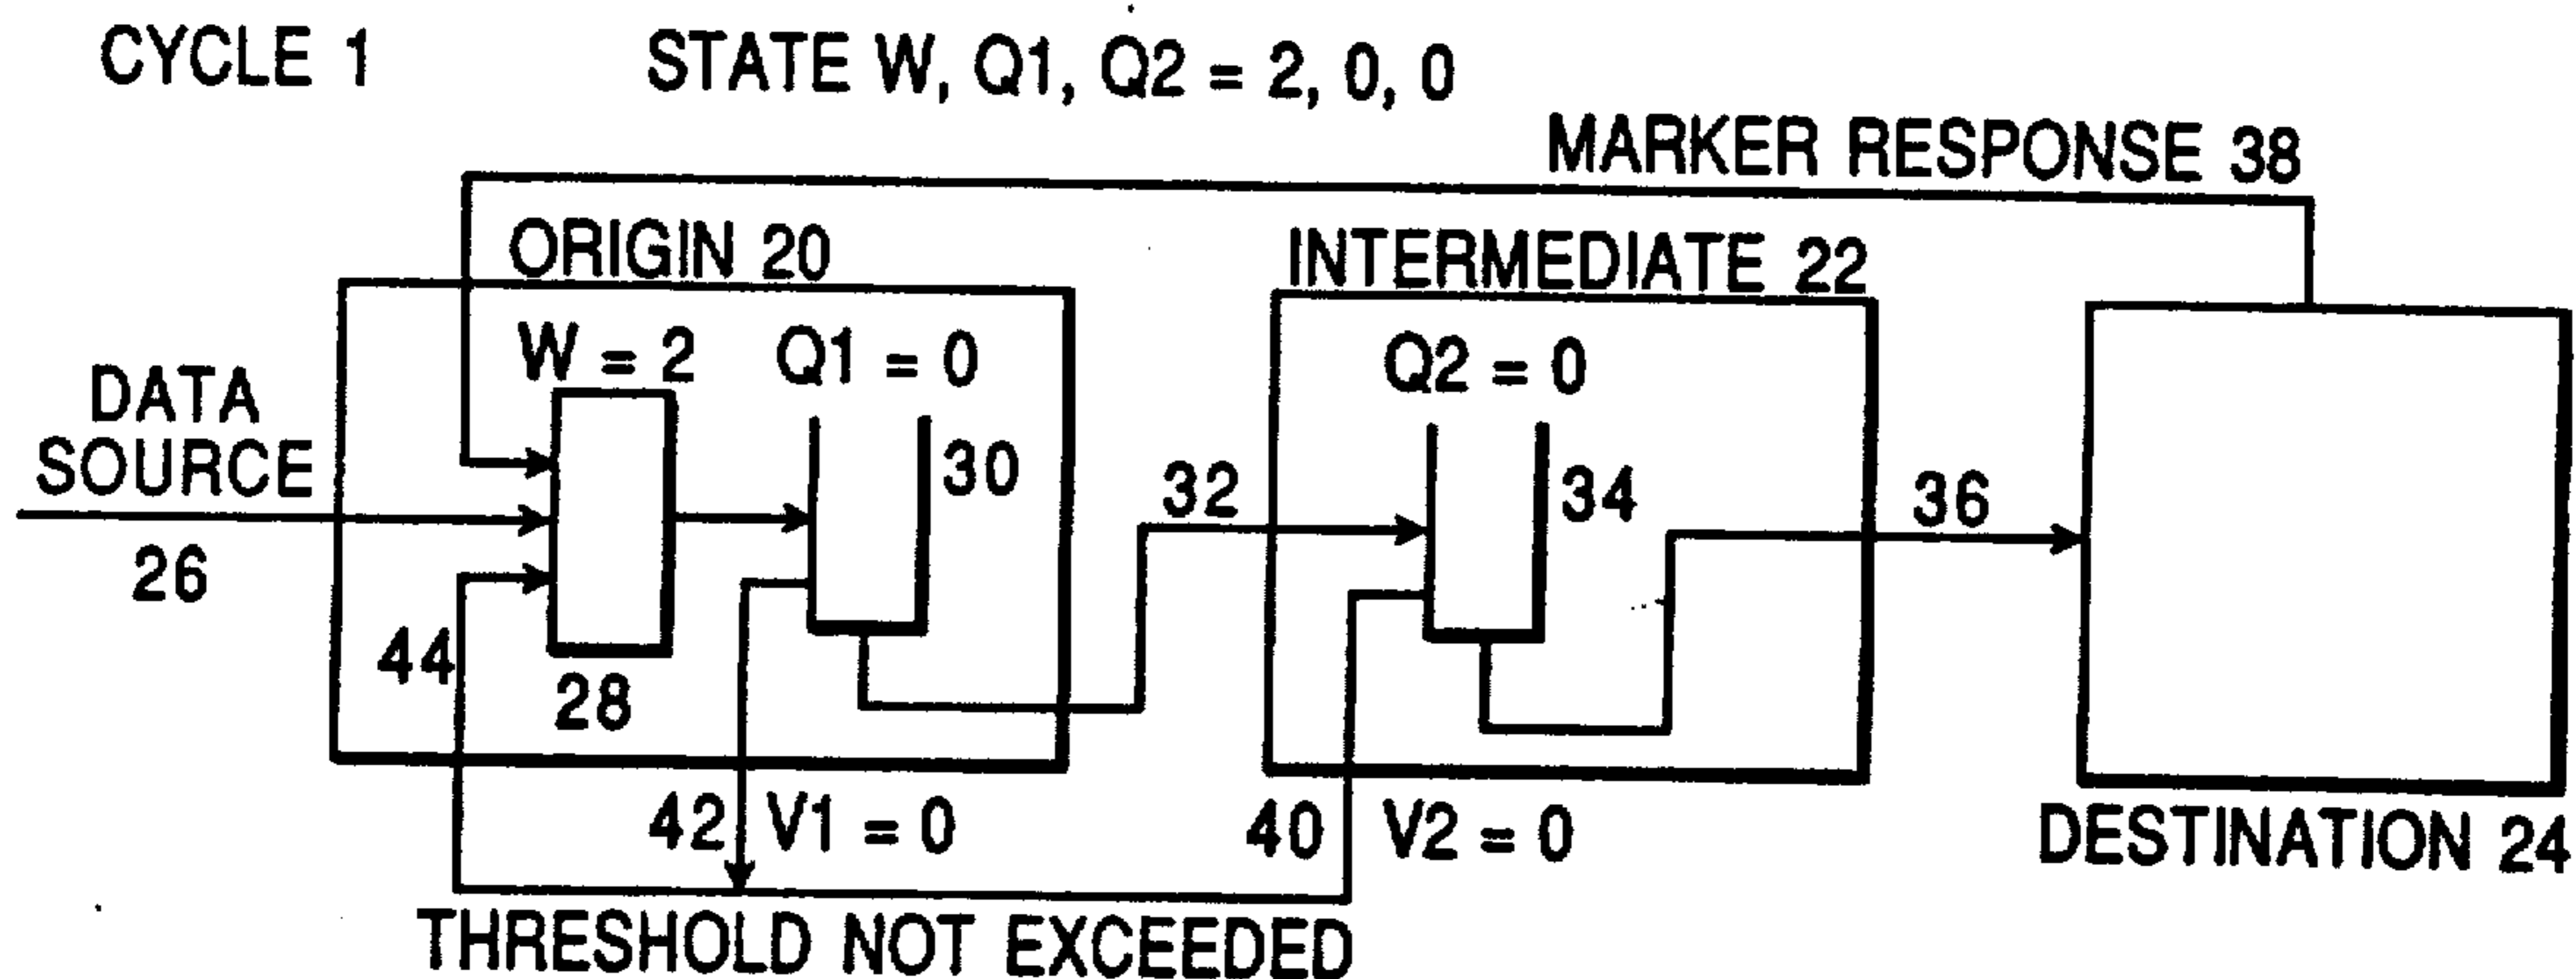 CYCLE 1
STATE W, Q1, Q2 = 2, 0, 0
MARKER RESPONSE 38
ORIGIN 20
INTERMEDIATE 22
W = 2
Q1 = 0
Q2 = 0
DATA
SOURCE
26
30
32
34
36
44
28
42
V1 = 0
40
V2 = 0
DESTINATION 24
THRESHOLD NOT EXCEEDED